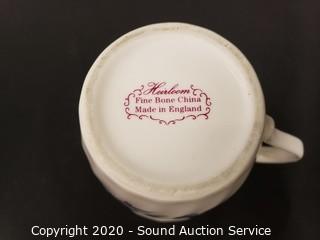 Heirloom
Fine Bone China
Made in England
Copyright 2020 - Sound Auction Service